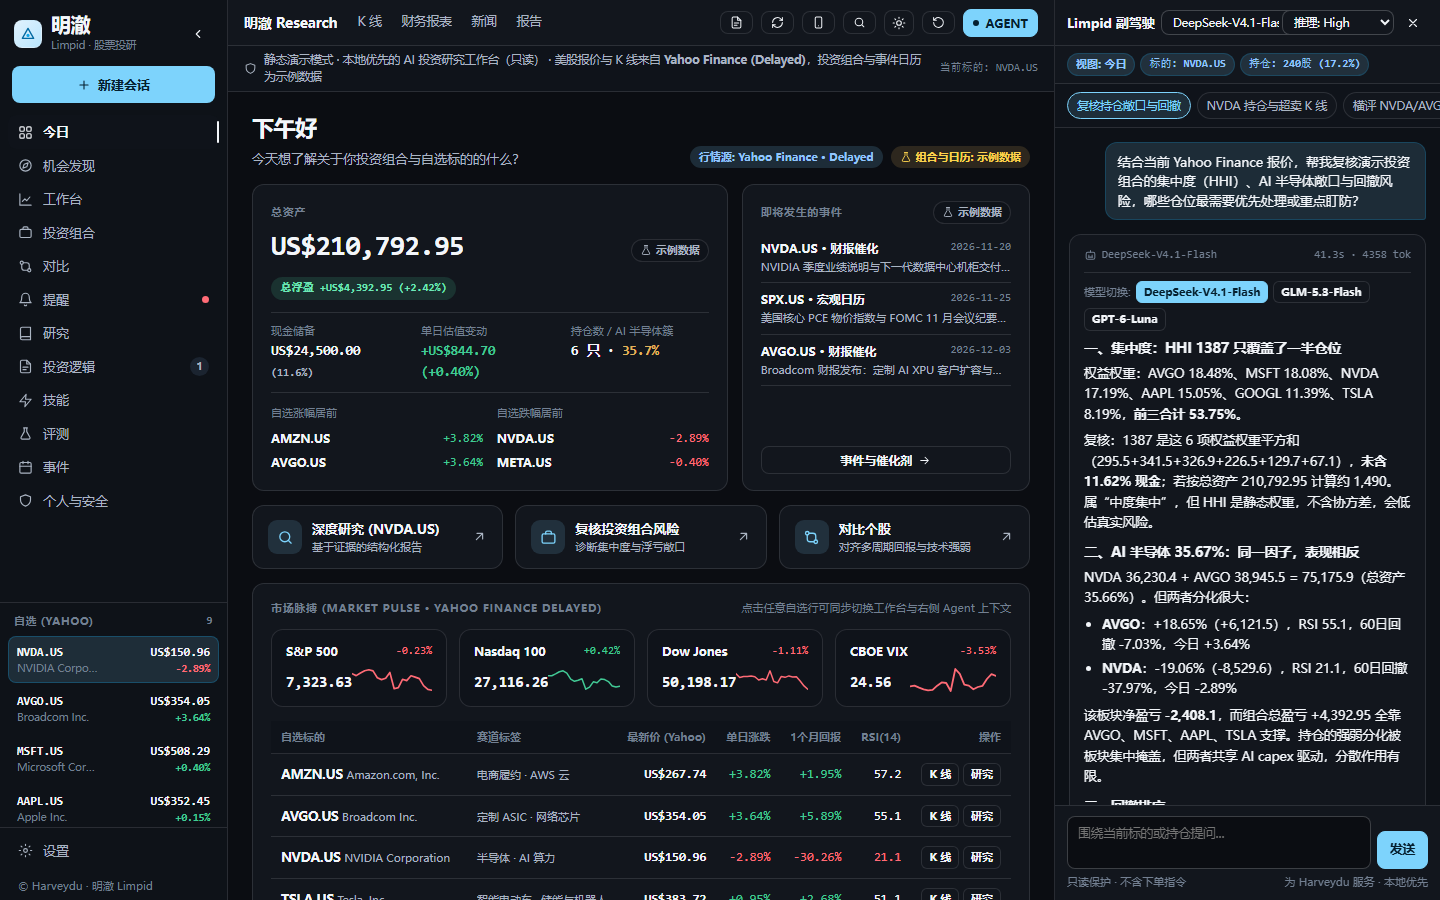 明澈
Limpid · 股票投研
新建会话
今日
机会发现
工作台
投资组合
对比
提醒
研究
投资逻辑
1
技能
评测
事件
个人与安全
自选 (YAHOO)
9
NVDA.US
US$150.96
NVIDIA Corpo...
-2.89%
AVGO.US
US$354.05
Broadcom Inc.
+3.64%
MSFT.US
US$508.29
Microsoft Cor...
+0.40%
AAPL.US
US$352.45
Apple Inc.
+0.15%
设置
© Harveydu · 明澈 Limpid
明澈 Research
K 线
财务报表
新闻
报告
AGENT
静态演示模式 · 本地优先的 AI 投资研究工作台（只读） · 美股报价与 K 线来自 Yahoo Finance (Delayed)，投资组合与事件日历
为示例数据
当前标的: NVDA.US
下午好
今天想了解关于你投资组合与自选标的的什么?
行情源: Yahoo Finance • Delayed
组合与日历: 示例数据
总资产
US$210,792.95
示例数据
总浮盈 +US$4,392.95 (+2.42%)
现金储备
US$24,500.00
(11.6%)
单日估值变动
+US$844.70
(+0.40%)
持仓数 / AI 半导体簇
6 只 · 35.7%
自选涨幅居前
AMZN.US +3.82%
AVGO.US +3.64%
自选跌幅居前
NVDA.US -2.89%
META.US -0.40%
即将发生的事件
示例数据
NVDA.US • 财报催化
2026-11-20
NVIDIA 季度业绩说明与下一代数据中心机柜交付...
SPX.US • 宏观日历
2026-11-25
美国核心 PCE 物价指数与 FOMC 11 月会议纪要...
AVGO.US • 财报催化
2026-12-03
Broadcom 财报发布：定制 AI XPU 客户扩容与...
事件与催化剂 →
深度研究 (NVDA.US)
基于证据的结构化报告
复核投资组合风险
诊断集中度与浮亏敞口
对比个股
对齐多周期回报与技术强弱
市场脉搏 (MARKET PULSE • YAHOO FINANCE DELAYED)
点击任意自选行可同步切换工作台与右侧 Agent 上下文
S&P 500
-0.23%
7,323.63
Nasdaq 100
+0.42%
27,116.26
Dow Jones
-1.11%
50,198.17
CBOE VIX
-3.53%
24.56
自选标的 赛道标签 最新价 (Yahoo) 单日涨跌 1个月回报 RSI(14) 操作
AMZN.US Amazon.com, Inc. 电商履约 · AWS 云 US$267.74 +3.82% +1.95% 57.2 K 线 研究
AVGO.US Broadcom Inc. 定制 ASIC · 网络芯片 US$354.05 +3.64% +5.89% 55.1 K 线 研究
NVDA.US NVIDIA Corporation 半导体 · AI 算力 US$150.96 -2.89% -30.26% 21.1 K 线 研究
TSLA.US Tesla, Inc. 智能电动车 · 储能与机器人 US$383.72 +0.95% +2.68% 51.1 K 线 研究
Limpid 副驾驶
DeepSeek-V4.1-Flas
推理: High
视图: 今日
标的: NVDA.US
持仓: 240股 (17.2%)
复核持仓敞口与回撤
NVDA 持仓与超卖 K 线
横评 NVDA/AVG
结合当前 Yahoo Finance 报价，帮我复核演示投资
组合的集中度（HHI）、AI 半导体敞口与回撤风
险，哪些仓位最需要优先处理或重点盯防?
DeepSeek-V4.1-Flash
41.3s · 4358 tok
模型切换:
DeepSeek-V4.1-Flash
GLM-5.3-Flash
GPT-6-Luna
一、集中度：HHI 1387 只覆盖了一半仓位
权益权重：AVGO 18.48%、MSFT 18.08%、NVDA
17.19%、AAPL 15.05%、GOOGL 11.39%、TSLA
8.19%，前三合计 53.75%。
复核：1387 是这 6 项权益权重平方和
（295.5+341.5+326.9+226.5+129.7+67.1），未含
11.62% 现金；若按总资产 210,792.95 计算约 1,490。
属“中度集中”，但 HHI 是静态权重，不含协方差，会低
估真实风险。
二、AI 半导体 35.67%：同一因子，表现相反
NVDA 36,230.4 + AVGO 38,945.5 = 75,175.9（总资产
35.66%）。但两者分化很大：
• AVGO：+18.65%（+6,121.5），RSI 55.1，60日回
撤 -7.03%，今日 +3.64%
• NVDA：-19.06%（-8,529.6），RSI 21.1，60日回撤
-37.97%，今日 -2.89%
该板块净盈亏 -2,408.1，而组合总盈亏 +4,392.95 全靠
AVGO、MSFT、AAPL、TSLA 支撑。持仓的强弱分化被
板块集中掩盖，但两者共享 AI capex 驱动，分散作用有
限。
围绕当前标的或持仓提问...
发送
只读保护 · 不含下单指令
为 Harveydu 服务 · 本地优先